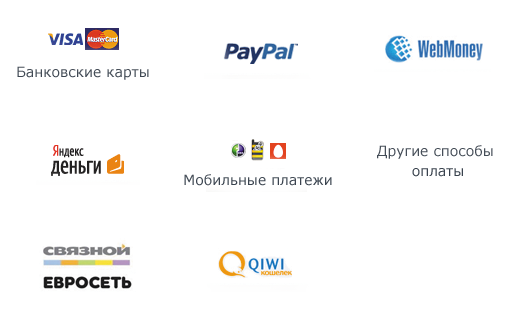 VISA MasterCard
Банковские карты
PayPal
WebMoney
Яндекс
деньги
Мобильные платежи
Другие способы
оплаты
СВЯЗНОЙ
ЕВРОСЕТЬ
QIWI
КОШЕЛЕК